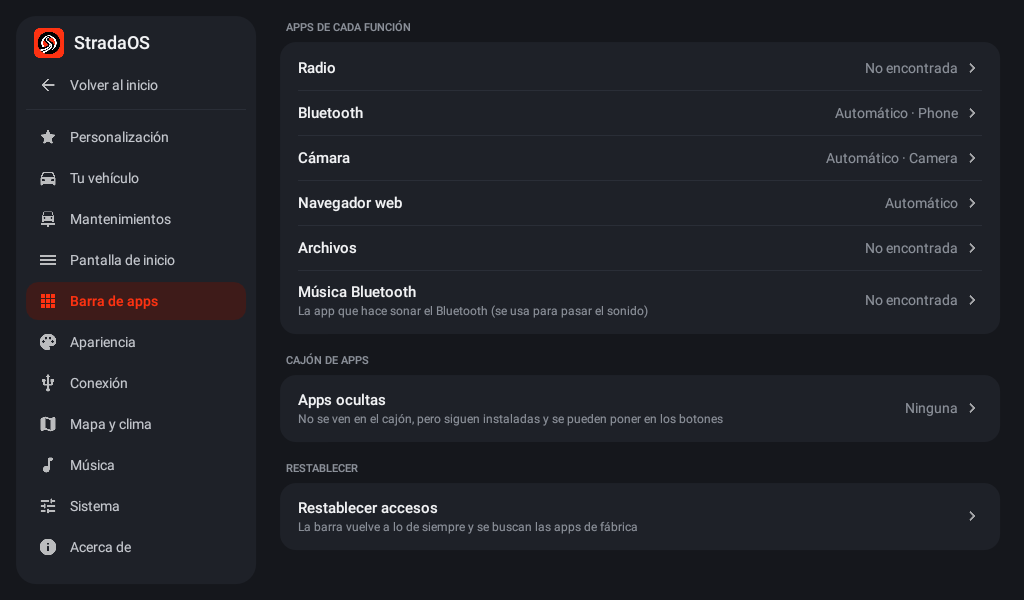 StradaOS
Volver al inicio
Personalización
Tu vehículo
Mantenimientos
Pantalla de inicio
Barra de apps
Apariencia
Conexión
Mapa y clima
Música
Sistema
Acerca de
APPS DE CADA FUNCIÓN
Radio No encontrada
Bluetooth Automático · Phone
Cámara Automático · Camera
Navegador web Automático
Archivos No encontrada
Música Bluetooth No encontrada
La app que hace sonar el Bluetooth (se usa para pasar el sonido)
CAJÓN DE APPS
Apps ocultas Ninguna
No se ven en el cajón, pero siguen instaladas y se pueden poner en los botones
RESTABLECER
Restablecer accesos
La barra vuelve a lo de siempre y se buscan las apps de fábrica